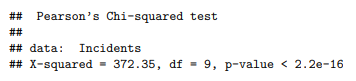 ##  Pearson's Chi-squared test
##
## data:  Incidents
## X-squared = 372.35, df = 9, p-value < 2.2e-16